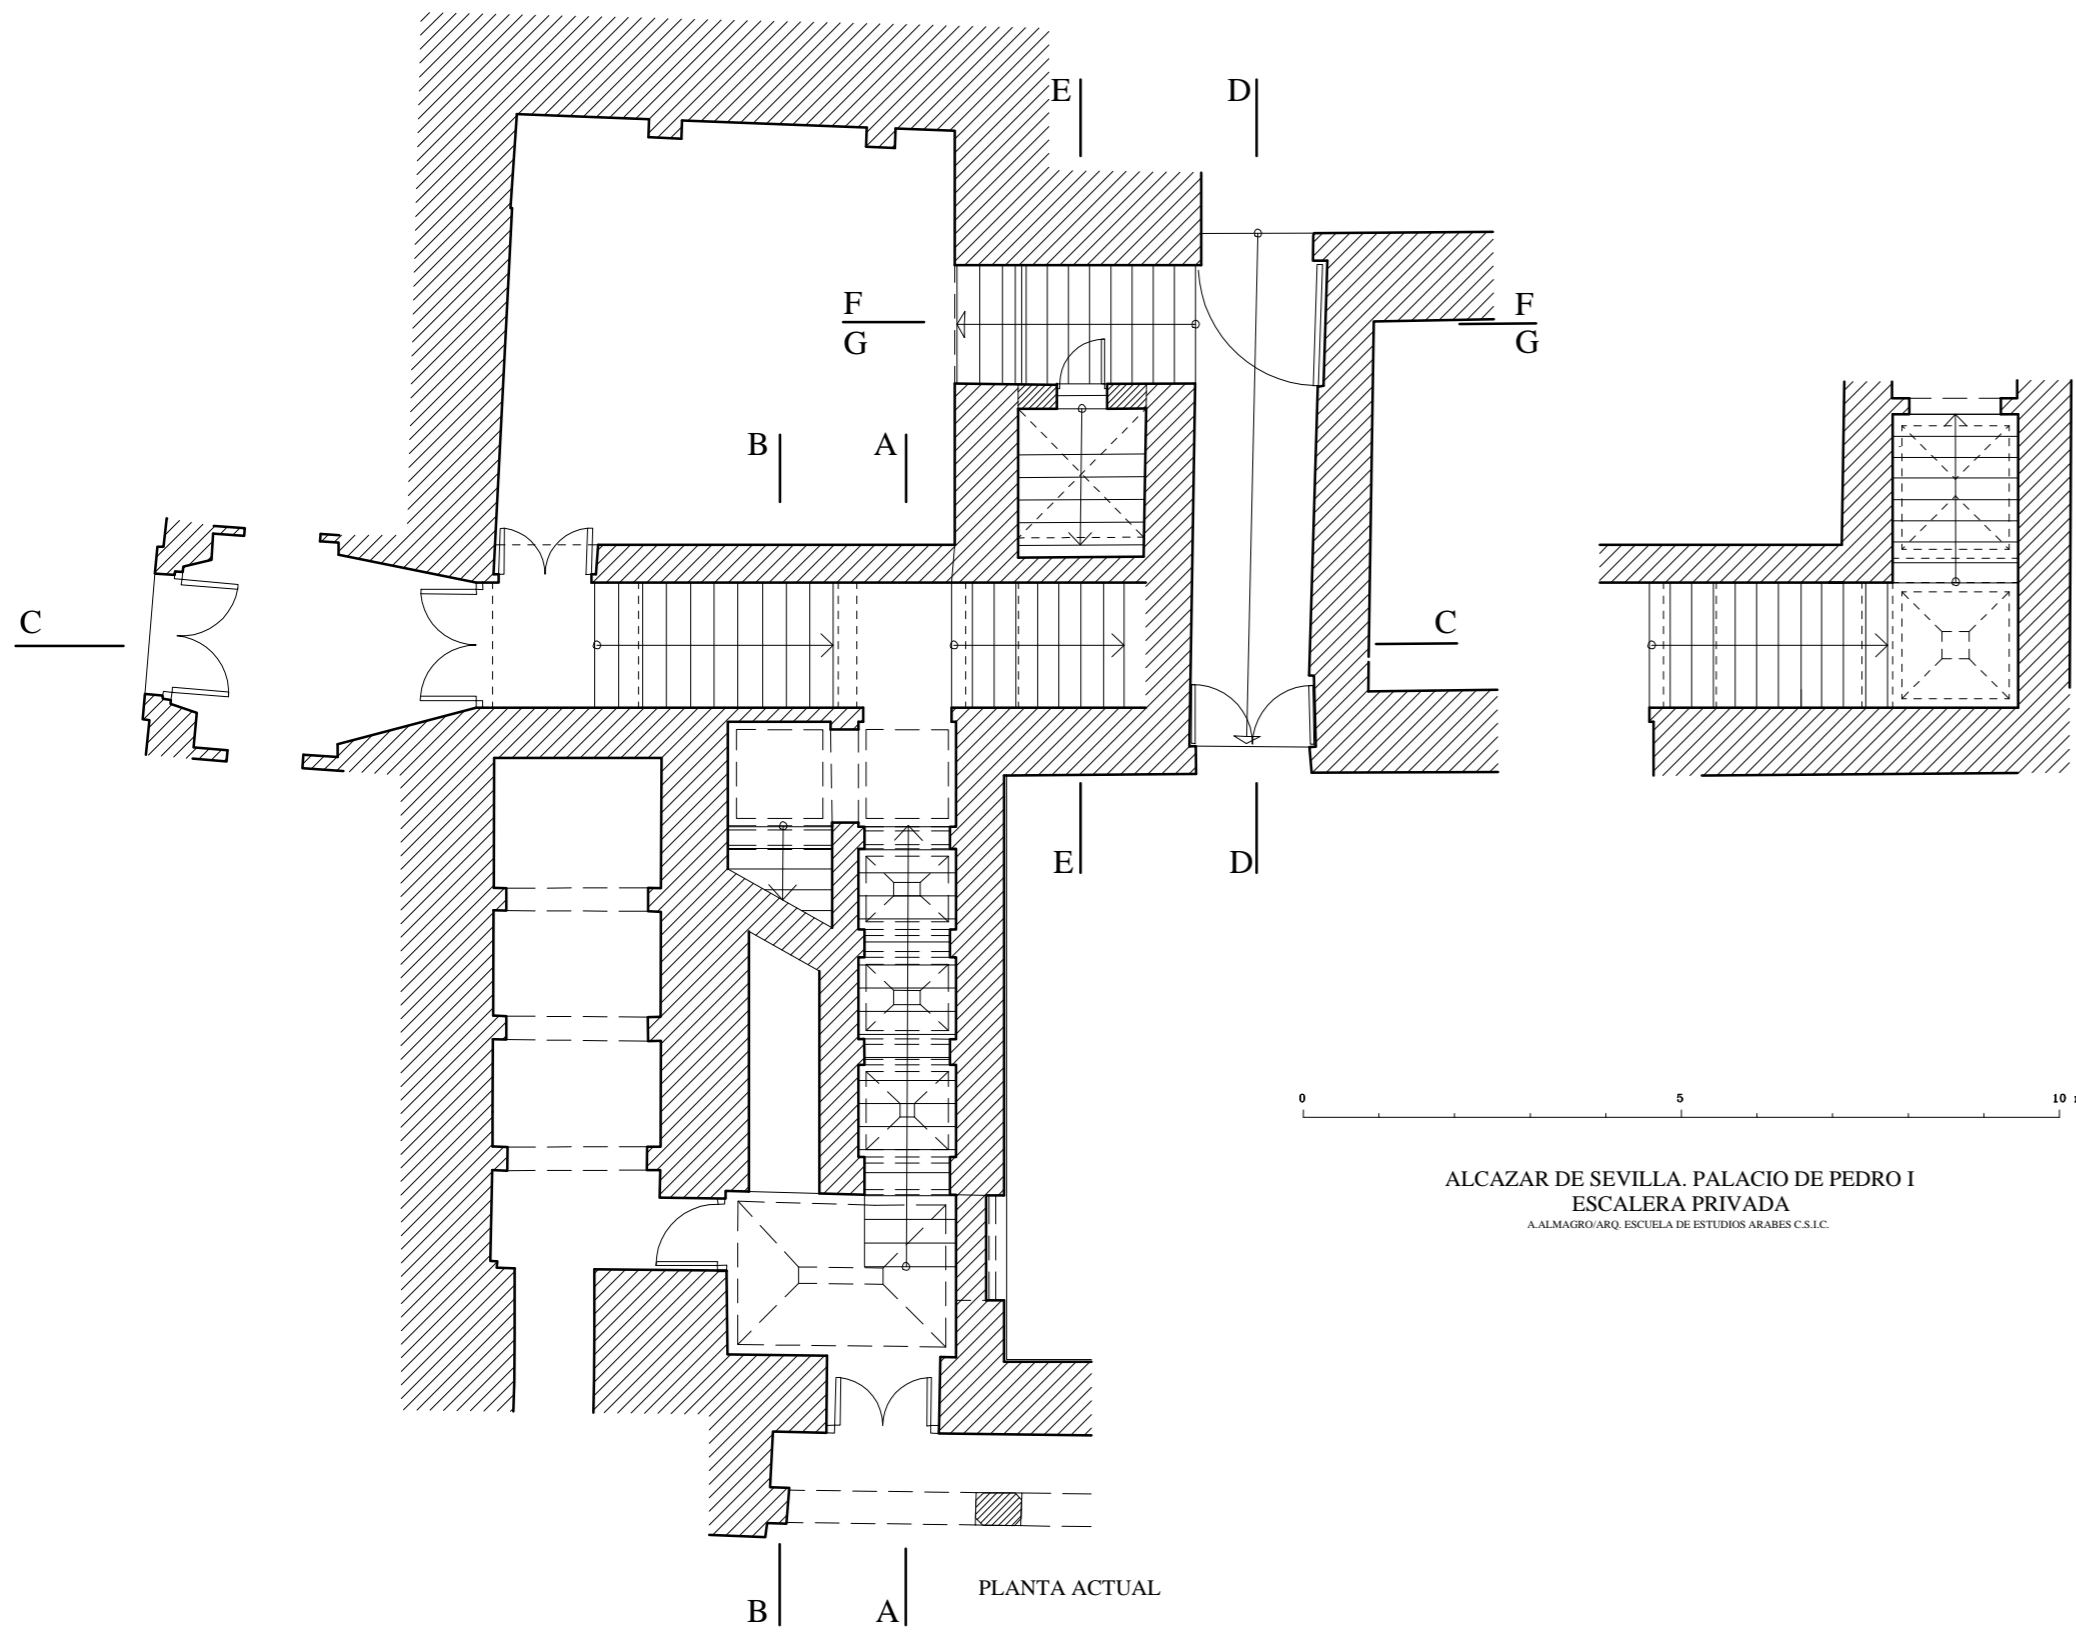 E D
F F
G G
B A
C C
E D
0 5 10
ALCAZAR DE SEVILLA. PALACIO DE PEDRO I
ESCALERA PRIVADA
A.ALMAGRO/ARQ. ESCUELA DE ESTUDIOS ARABES C.S.I.C.
PLANTA ACTUAL
B A